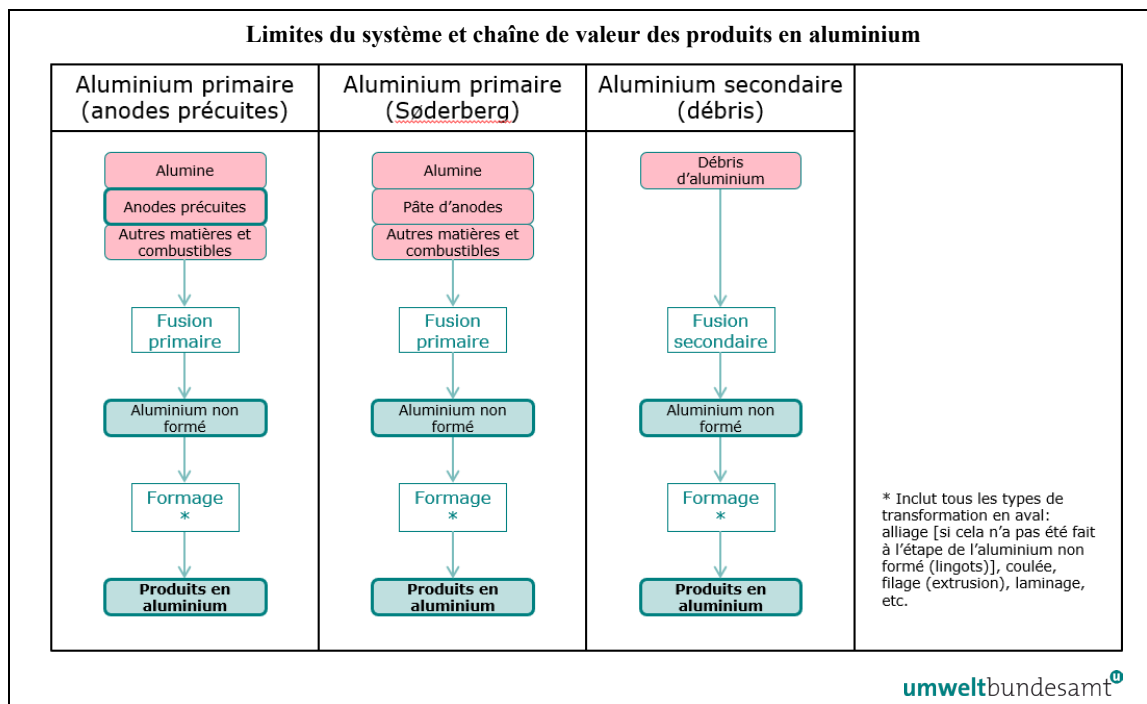 Limites du système et chaîne de valeur des produits en aluminium
Aluminium primaire
(anodes précuites)
Alumine
Anodes précuites
Autres matières et
combustibles
Fusion
primaire
Aluminium non
formé
Formage
*
Produits en
aluminium
Aluminium primaire
(Søderberg)
Alumine
Pâte d'anodes
Autres matières et
combustibles
Fusion
primaire
Aluminium non
formé
Formage
*
Produits en
aluminium
Aluminium secondaire
(débris)
Débris
d'aluminium
Fusion
secondaire
Aluminium non
formé
Formage
*
Produits en
aluminium
* Inclut tous les types de
transformation en aval:
alliage [si cela n'a pas été fait
à l'étape de l'aluminium non
formé (lingots)], coulée,
filage (extrusion), laminage,
etc.
umweltbundesamt u